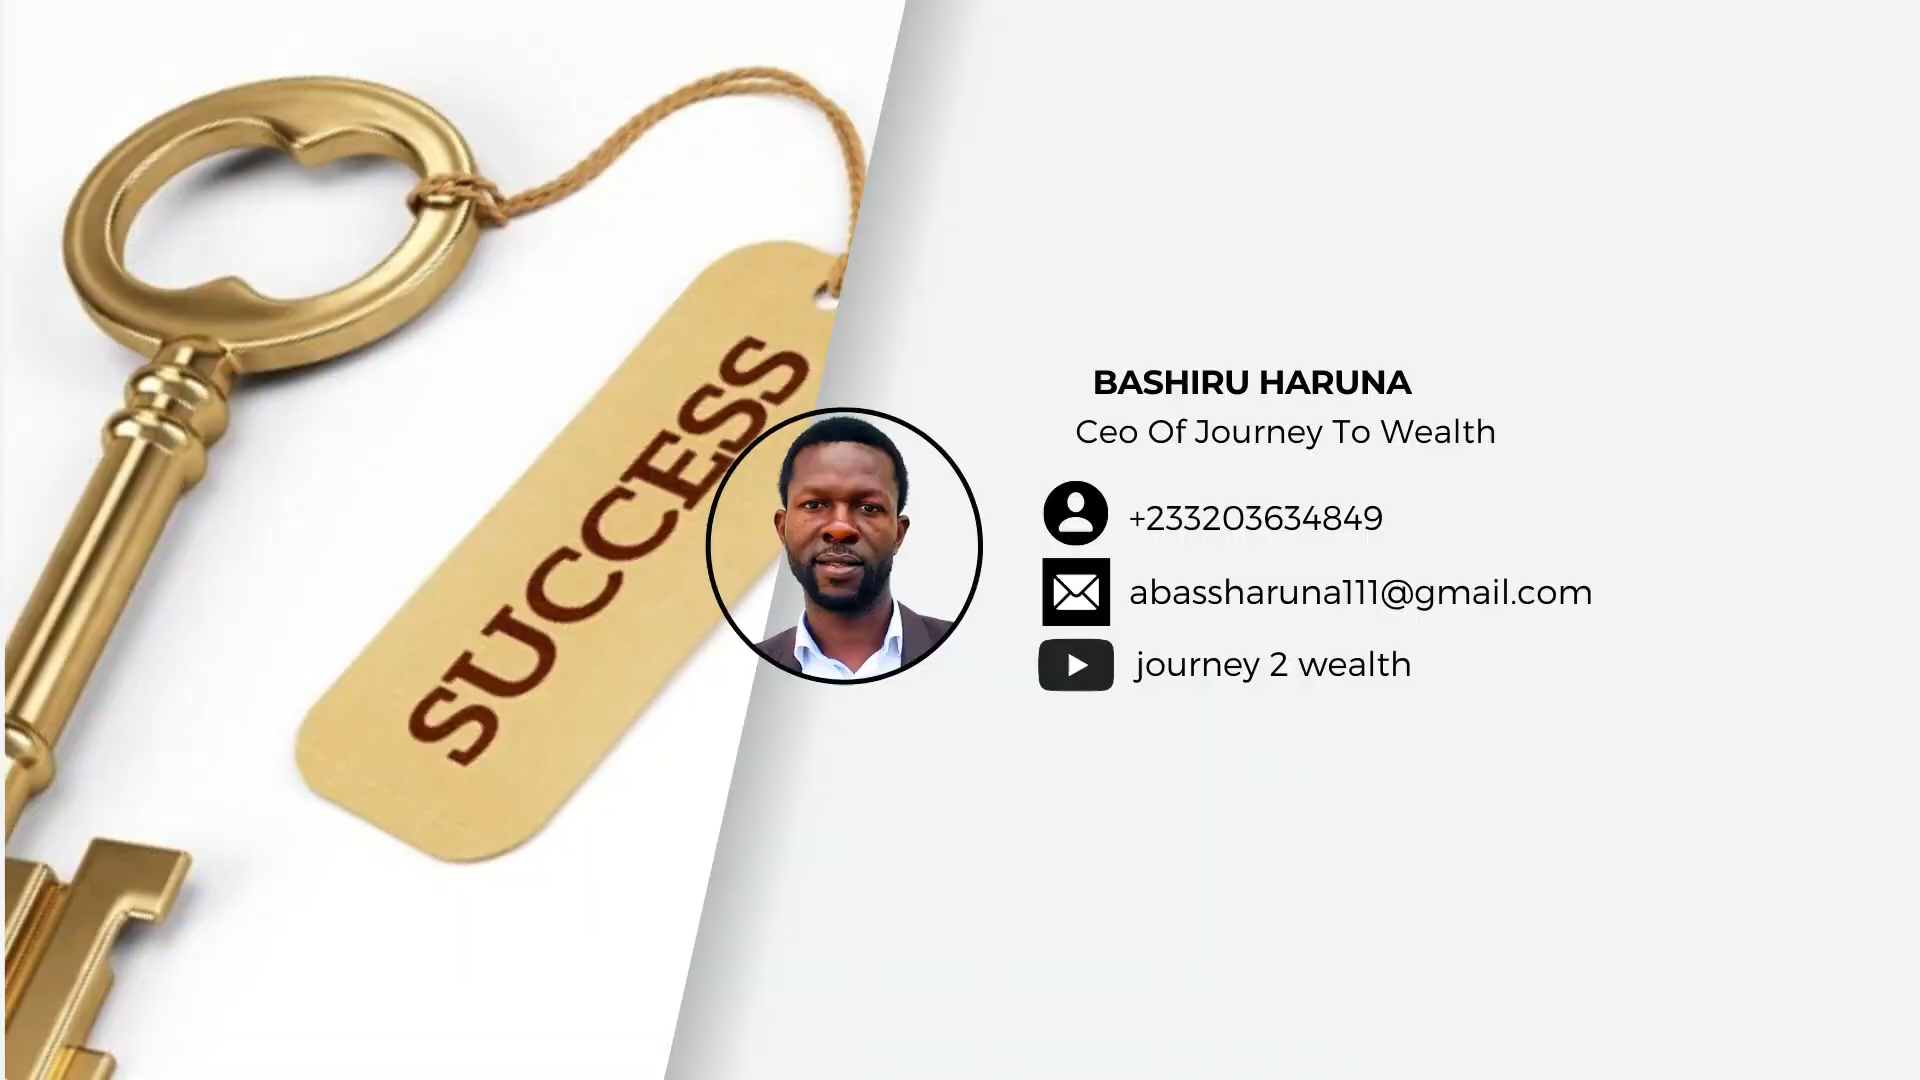 SUCCESS
BASHIRU HARUNA
Ceo Of Journey To Wealth
+233203634849
abassharuna111@gmail.com
journey 2 wealth